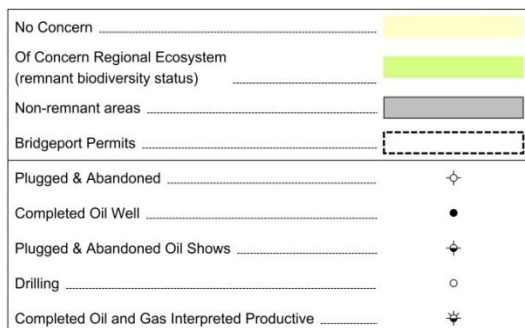 No Concern
Of Concern Regional Ecosystem
(remnant biodiversity status)
Non-remnant areas
Bridgeport Permits
Plugged & Abandoned
Completed Oil Well
Plugged & Abandoned Oil Shows
Drilling
Completed Oil and Gas Interpreted Productive